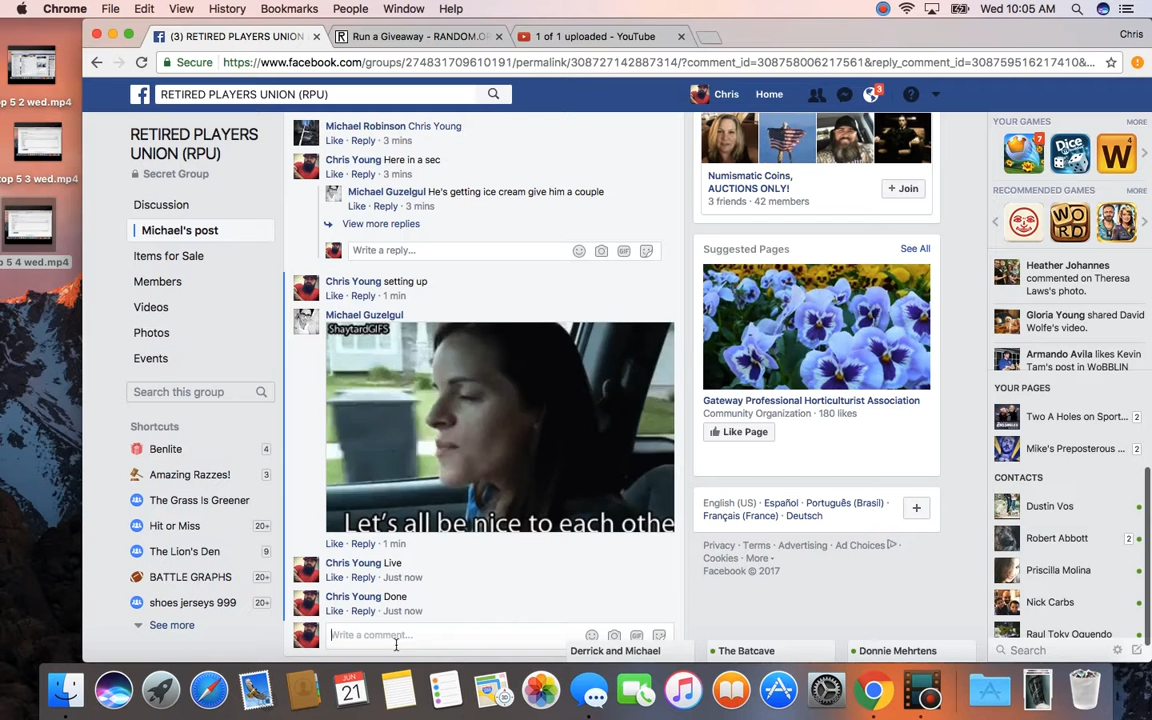 Chrome File Edit View History Bookmarks People Window Help Wed 10:05 AM
(3) RETIRED PLAYERS UNION Run a Giveaway - RANDOM.O 1 of 1 uploaded - YouTube Chris
Secure https://www.facebook.com/groups/274831709610191/permalink/308727142887314/?comment_id=308758006217561&reply_comment_id=308759516217410&...
RETIRED PLAYERS UNION (RPU) Chris Home 3
top 5 2 wed.mp4
top 5 3 wed.mp4
p 5 4 wed.mp4
RETIRED PLAYERS
UNION (RPU)
Secret Group
Discussion
Michael's post
Items for Sale
Members
Videos
Photos
Events
Search this group
Shortcuts
Benlite 4
Amazing Razzes! 3
The Grass Is Greener
Hit or Miss 20+
The Lion's Den 9
BATTLE GRAPHS 20+
shoes jerseys 999 20+
See more
Michael Robinson Chris Young
Like · Reply · 3 mins
Chris Young Here in a sec
Like · Reply · 3 mins
Michael Guzelgul He's getting ice cream give him a couple
Like · Reply · 3 mins
View more replies
Write a reply...
GIF
Chris Young setting up
Like · Reply · 1 min
Michael Guzelgul
ShaytardGIFS
Let's all be nice to each othe
Like · Reply · 1 min
Chris Young Live
Like · Reply · Just now
Chris Young Done
Like · Reply · Just now
Write a comment...
GIF
Numismatic Coins,
AUCTIONS ONLY!
3 friends · 42 members
+ Join
Suggested Pages See All
Gateway Professional Horticulturist Association
Community Organization · 180 likes
Like Page
English (US) · Español · Português (Brasil) ·
Français (France) · Deutsch
Privacy · Terms · Advertising · Ad Choices ·
Cookies · More
Facebook © 2017
Derrick and Michael The Batcave Donnie Mehrtens
YOUR GAMES MORE
7
W
RECOMMENDED GAMES MORE
Heather Johannes
commented on Theresa
Laws's photo.
Gloria Young shared David
Wolfe's video.
Armando Avila likes Kevin
Tam's post in WoBBLIN
YOUR PAGES MORE
Two A Holes on Sport... 2
Mike's Preposterous ... 2
CONTACTS
Dustin Vos
Robert Abbott 2
Priscilla Molina
Nick Carbs
Raul Toky Oquendo
Search
JUN
21